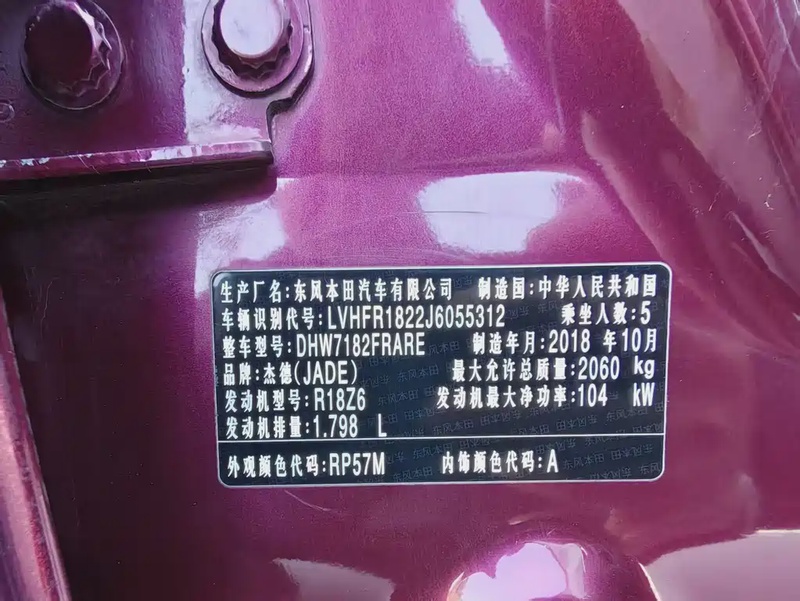 生产厂名:东风本田汽车有限公司 制造国:中华人民共和国
车辆识别代号:LVHFR1822J6055312 乘坐人数:5
整车型号:DHW7182FRARE 制造年月:2018 年10月
品牌:杰德(JADE) 最大允许总质量:2060 kg
发动机型号:R18Z6 发动机最大净功率:104 kW
发动机排量:1.798 L
外观颜色代码:RP57M 内饰颜色代码:A